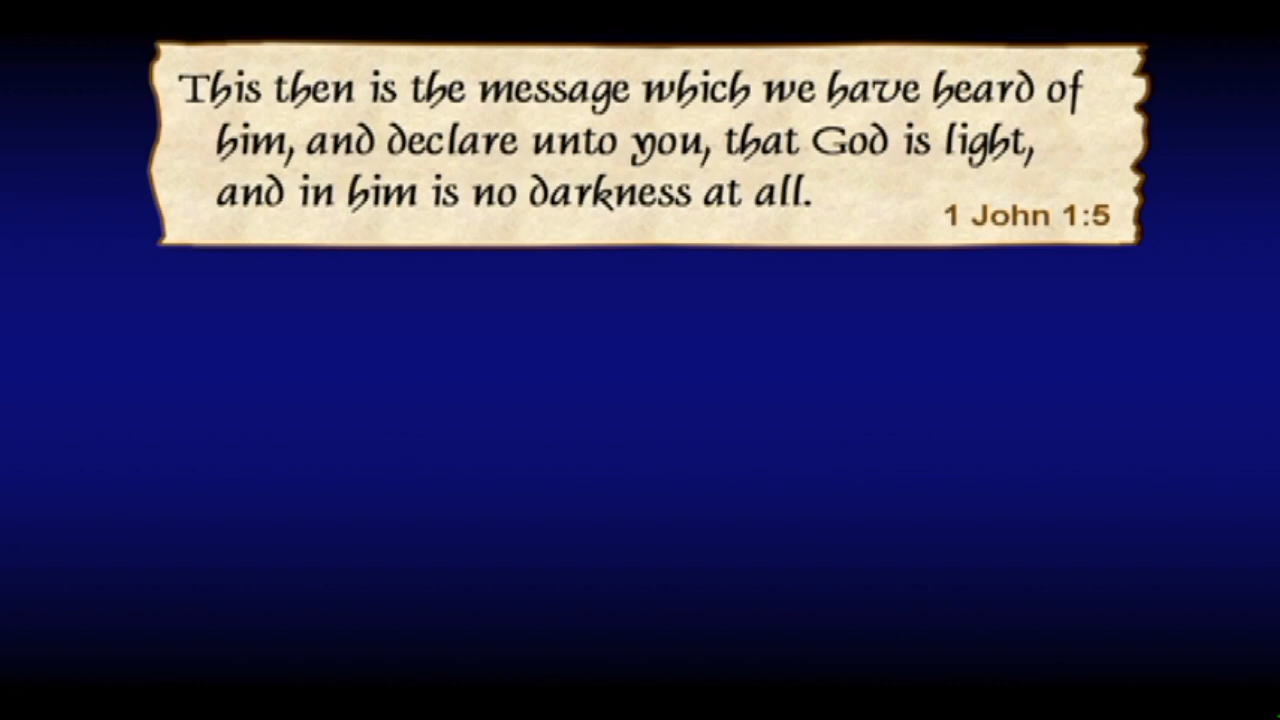 This then is the message which we have heard of
him, and declare unto you, that God is light,
and in him is no darkness at all.
1 John 1:5